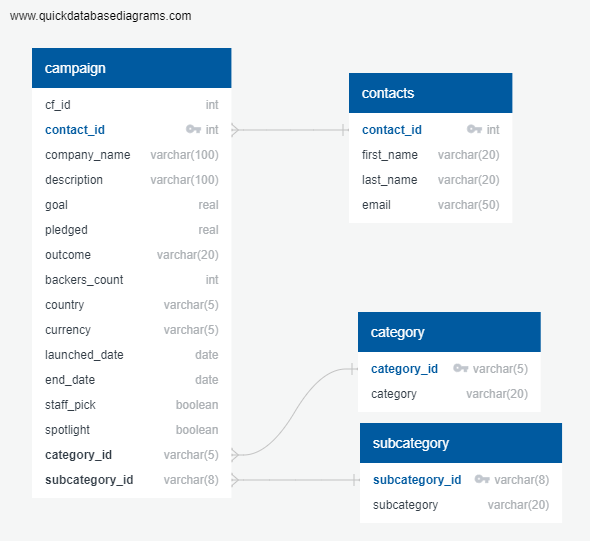 www.quickdatabasediagrams.com
campaign
cf_id int
contact_id int
company_name varchar(100)
description varchar(100)
goal real
pledged real
outcome varchar(20)
backers_count int
country varchar(5)
currency varchar(5)
launched_date date
end_date date
staff_pick boolean
spotlight boolean
category_id varchar(5)
subcategory_id varchar(8)
contacts
contact_id int
first_name varchar(20)
last_name varchar(20)
email varchar(50)
category
category_id varchar(5)
category varchar(20)
subcategory
subcategory_id varchar(8)
subcategory varchar(20)